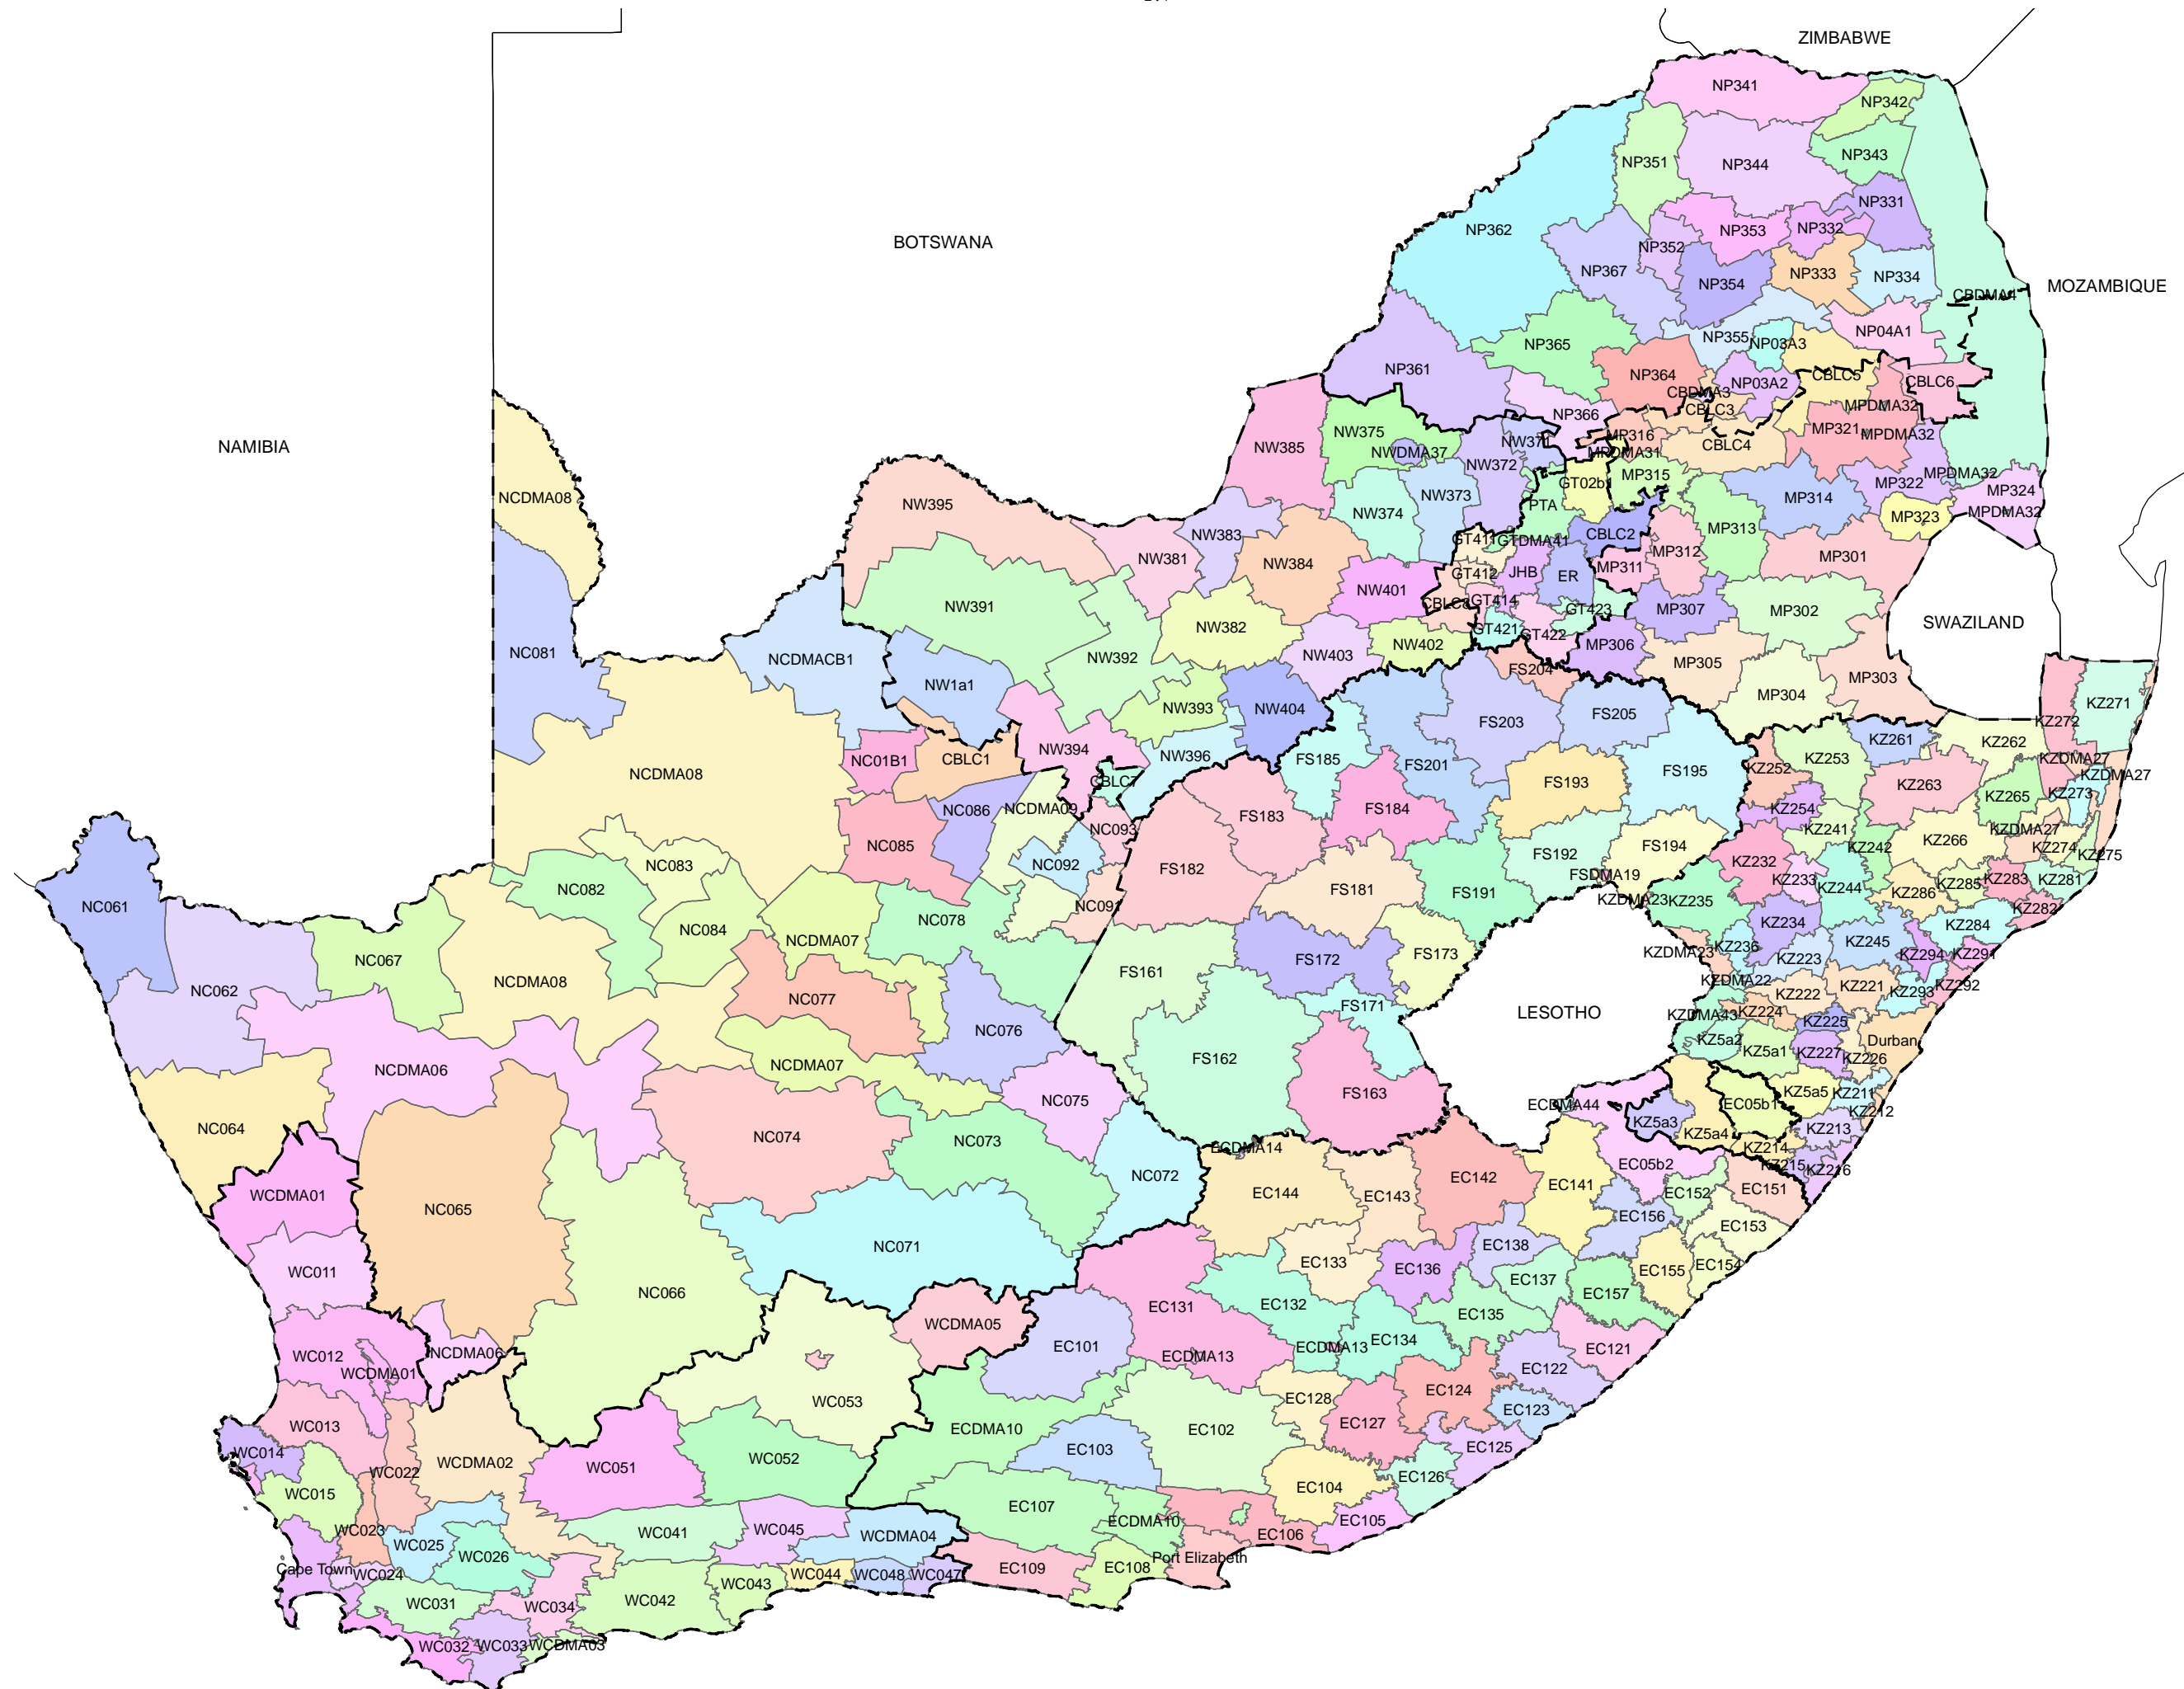 ZIMBABWE
NP341
NP342
NP351
NP344
NP343
NP331
NP362
NP353
NP332
NP352
BOTSWANA
NP367
NP354
NP333
NP334
MOZAMBIQUE
CBDMA4
NP365
NP355
NP03A3
NP04A1
NP361
NP364
NP03A2
CBLC5
CBLC6
CBDMA3
CBLC3
MPDMA32
NP366
NW375
NW371
MP316
MP321
MPDMA32
NAMIBIA
NW385
NWDMA37
MPDMA31
CBLC4
NW372
MP315
MPDMA32
NCDMA08
NW395
NW373
GT02b1
MP314
MP322
MP324
NW374
PTA
MP323
MPDMA32
NW383
GT411
GTDMA41
CBLC2
MP313
NW381
NW384
MP312
MP301
GT412
JHB
ER
MP311
NW391
NW401
CBLC8
GT414
GT423
MP307
MP302
NC081
NW382
GT421
GT422
SWAZILAND
NCDMACB1
NW392
NW403
NW402
MP306
MP305
NW1a1
FS204
MP303
MP304
NW393
NW404
FS203
FS205
KZ271
KZ272
NW394
NC01B1
CBLC1
NW396
FS185
FS201
KZ261
KZ262
KZ253
KZDMA27
NCDMA08
CBLC7
FS193
FS195
KZ252
KZDMA27
KZ263
KZ265
KZ273
NC086
NCDMA09
FS183
FS184
KZ254
NC093
KZ241
KZDMA27
NC085
KZ242
KZ266
KZ274
KZ275
NC083
NC092
FS182
FS192
FS194
KZ232
NC082
FS181
FS191
FSDMA19
KZ233
KZ244
KZ286
KZ285
KZ283
KZ281
NC061
NC091
KZDMA23
KZ235
KZ282
NC078
NC084
NCDMA07
KZ234
KZ284
NC067
FS161
FS172
FS173
KZDMA23
KZ236
KZ223
KZ245
KZ294
KZ291
NC062
NCDMA08
KZDMA22
KZ222
KZ221
KZ293
KZ292
NC077
FS171
LESOTHO
KZDMA43
KZ224
KZ225
NC076
KZ5a2
KZ5a1
KZ227
Durban
KZ226
NCDMA06
NCDMA07
FS162
FS163
KZ5a5
KZ211
NC075
ECDMA44
EC05b1
KZ212
NC064
NC074
NC073
KZ5a3
KZ5a4
KZ213
ECDMA14
KZ214
KZ215
KZ216
WCDMA01
NC072
EC144
EC143
EC142
EC141
EC05b2
EC151
EC152
NC065
EC156
EC153
NC071
EC133
EC138
EC136
EC137
EC155
EC154
WC011
NC066
EC157
EC131
EC132
EC135
WCDMA05
EC134
EC101
ECDMA13
ECDMA13
EC121
WC012
NCDMA06
WCDMA01
EC122
WC053
EC128
EC124
EC123
WC013
ECDMA10
EC102
EC127
EC103
EC125
WC014
WCDMA02
WC022
WC051
WC052
EC126
WC015
EC104
EC107
ECDMA10
EC105
EC106
WC023
WC041
WC045
WCDMA04
WC025
WC026
Port Elizabeth
Cape Town
WC024
WC044
WC048
WC047
EC109
EC108
WC043
WC031
WC034
WC042
WC032
WC033
WCDMA03